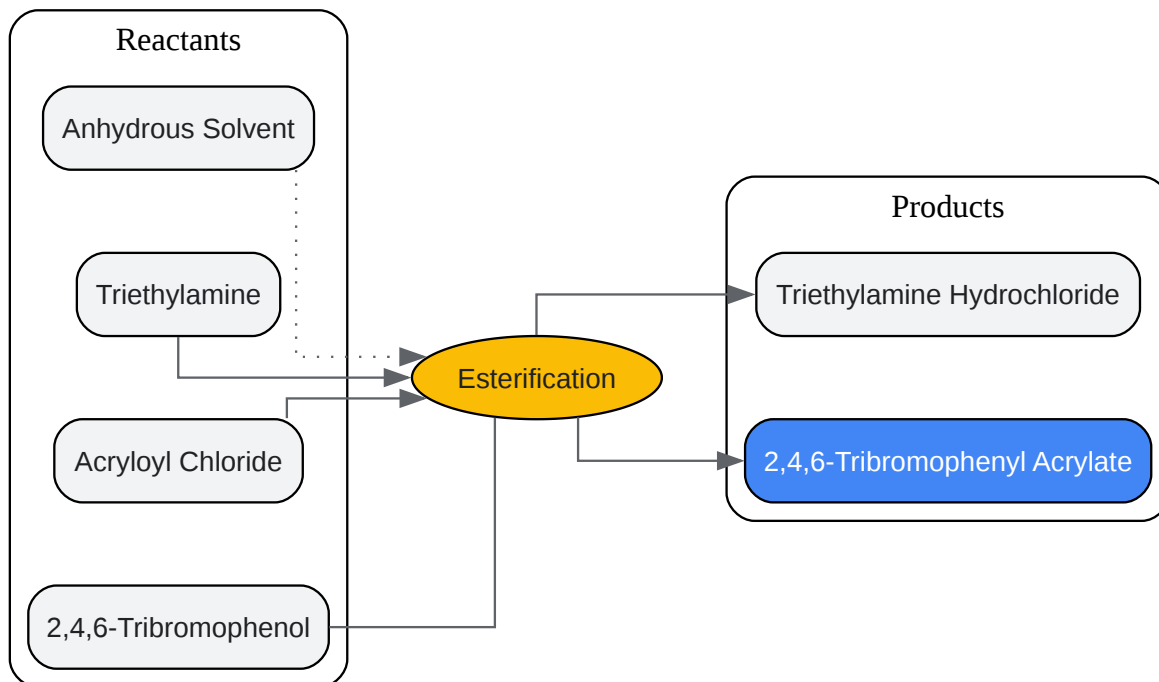 Reactants
Anhydrous Solvent
Triethylamine
Acryloyl Chloride
2,4,6-Tribromophenol
Esterification
Products
Triethylamine Hydrochloride
2,4,6-Tribromophenyl Acrylate